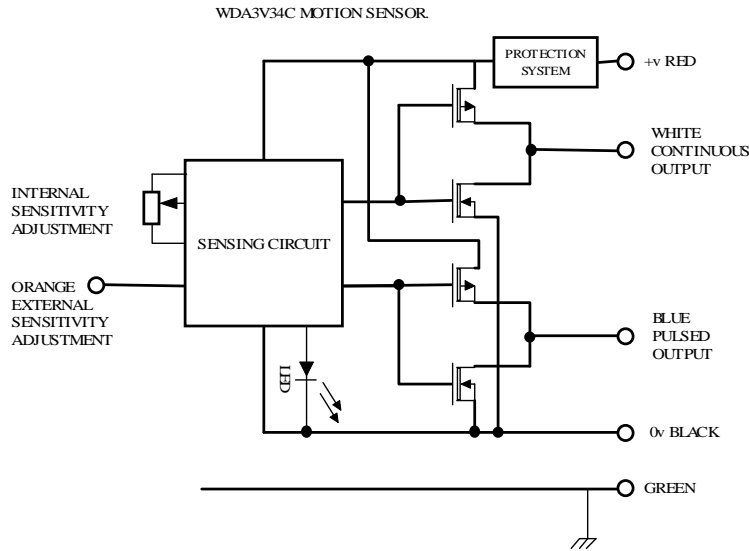 WDA3V34C MOTION SENSOR.
PROTECTION
SYSTEM
+v RED
WHITE
CONTINUOUS
OUTPUT
INTERNAL
SENSITIVITY
ADJUSTMENT
SENSING CIRCUIT
ORANGE
EXTERNAL
SENSITIVITY
ADJUSTMENT
BLUE
PULSED
OUTPUT
LED
0v BLACK
GREEN